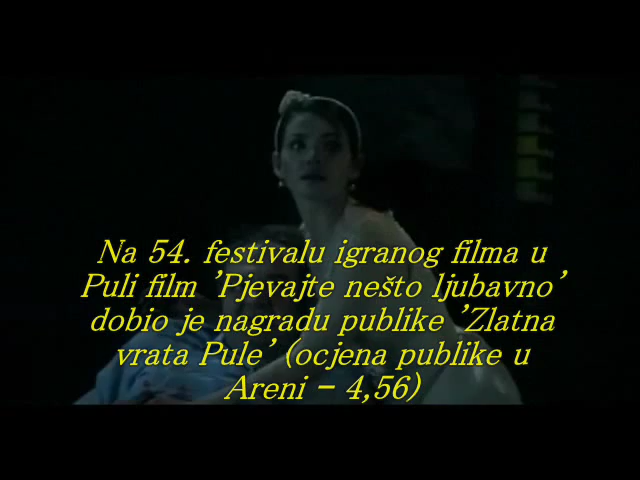 Na 54. festivalu igranog filma u
Puli film 'Pjevajte nešto ljubavno'
dobio je nagradu publike 'Zlatna
vrata Pule' (ocjena publike u
Areni - 4,56)